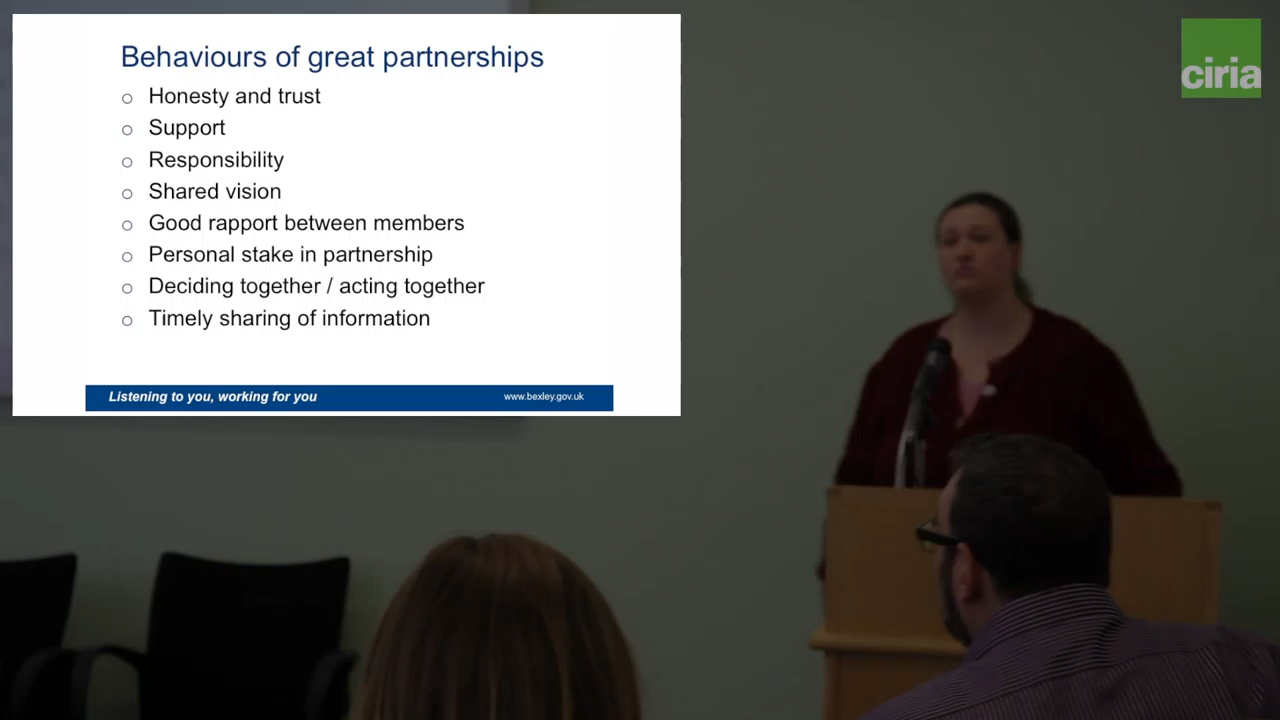 Behaviours of great partnerships
Honesty and trust
Support
Responsibility
Shared vision
Good rapport between members
Personal stake in partnership
Deciding together / acting together
Timely sharing of information
Listening to you, working for you www.bexley.gov.uk
ciria